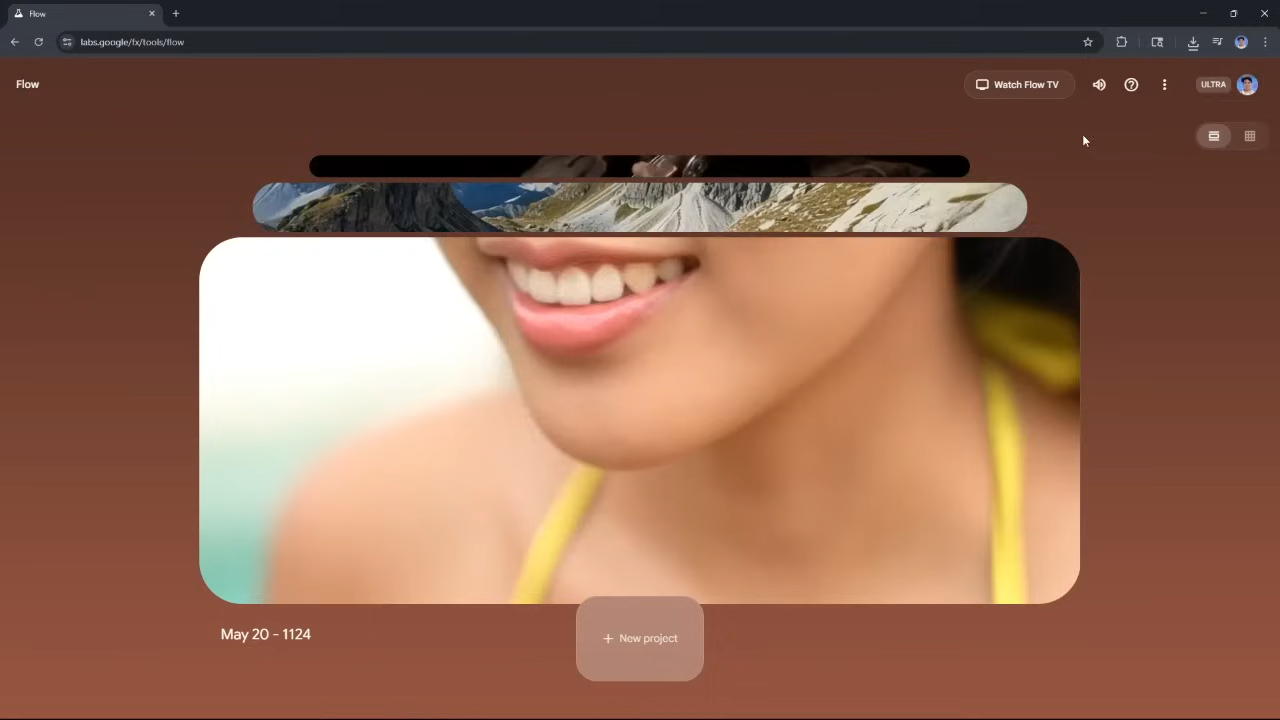 Flow
labs.google/fx/tools/flow
Flow
Watch Flow TV
ULTRA
May 20 - 1124
+ New project